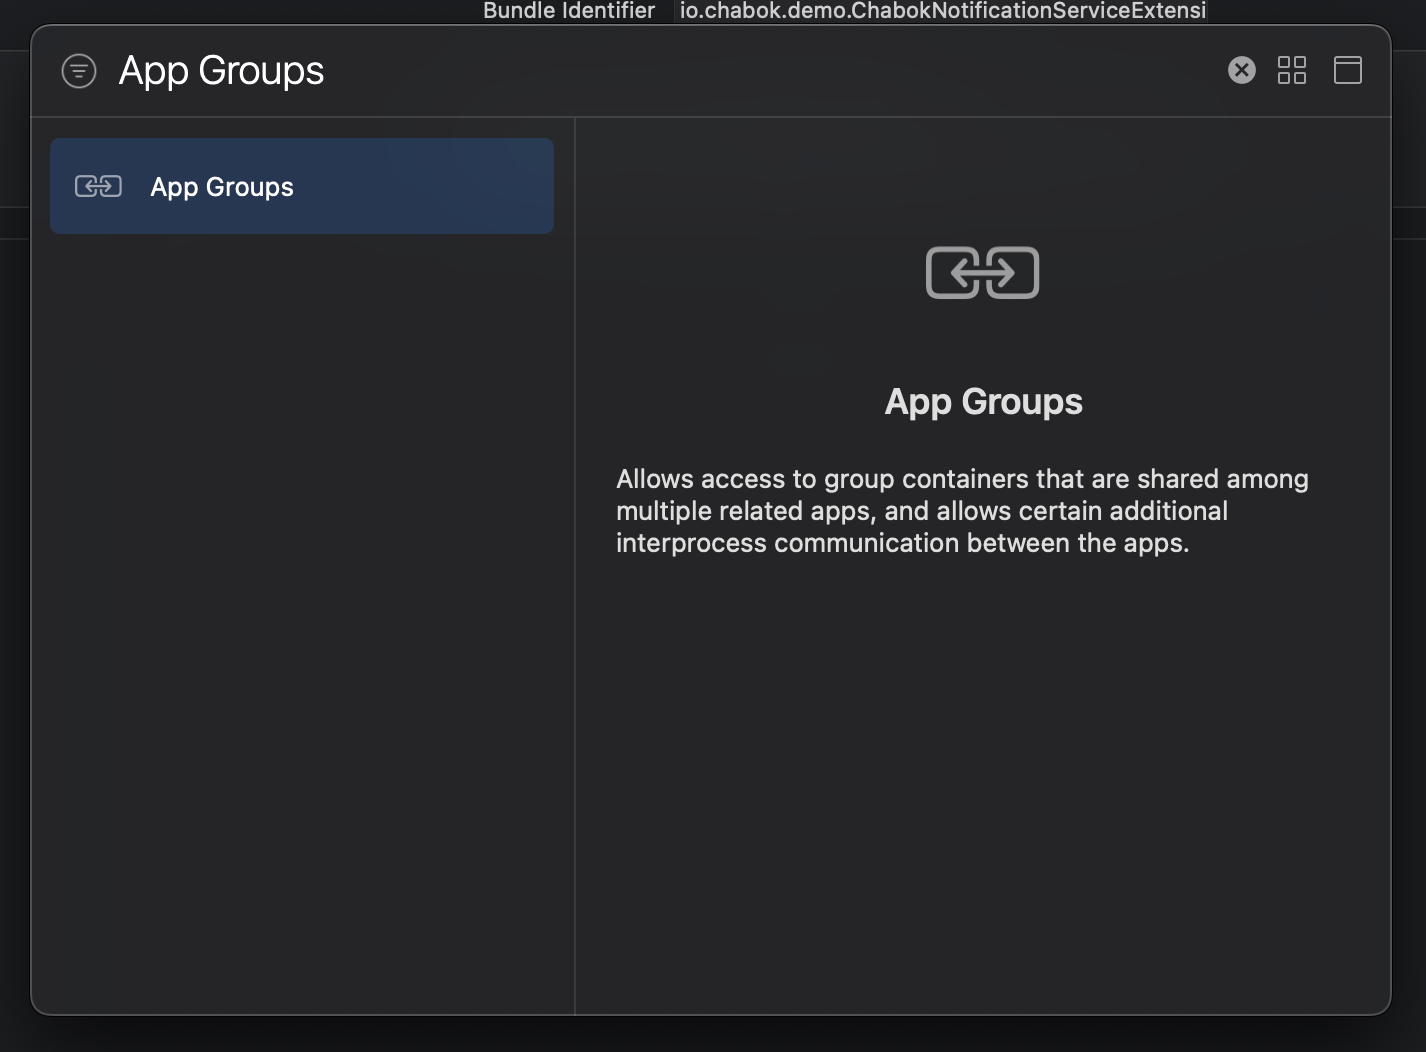 Bundle Identifier io.chabok.demo.ChabokNotificationServiceExtensi
App Groups
App Groups
App Groups
Allows access to group containers that are shared among
multiple related apps, and allows certain additional
interprocess communication between the apps.